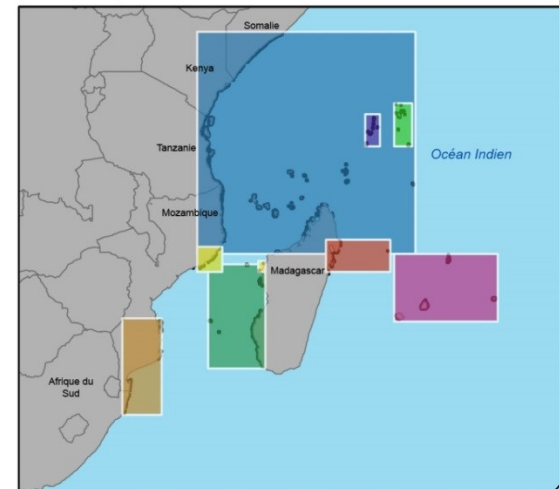 Somalie
Kenya
Tanzanie
Océan Indien
Mozambique
Madagascar
Afrique du
Sud